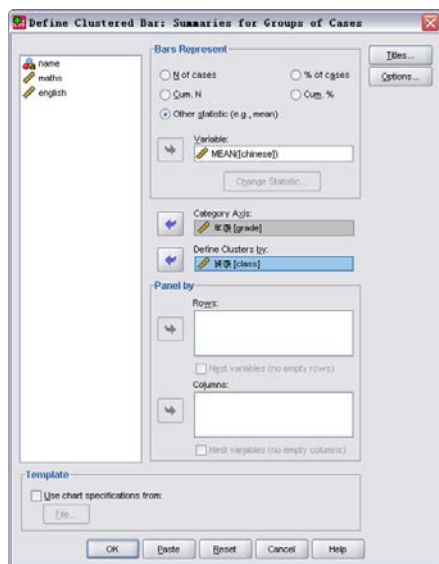 Define Clustered Bar: Summaries for Groups of Cases
name
maths
english
Bars Represent
N of cases
% of cases
Cum. N
Cum. %
Other statistic (e.g., mean)
Variable:
MEAN([chinese])
Change Statistic...
Category Axis:
[grade]
Define Clusters by:
[class]
Panel by
Rows:
Nest variables (no empty rows)
Columns:
Nest variables (no empty columns)
Titles...
Options...
Template
Use chart specifications from:
File...
OK
Paste
Reset
Cancel
Help